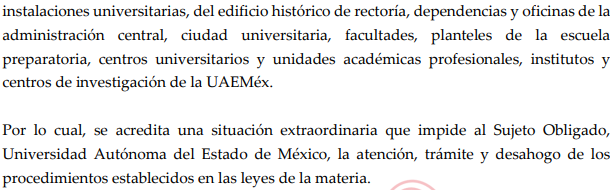 instalaciones universitarias, del edificio histórico de rectoría, dependencias y oficinas de la
administración central, ciudad universitaria, facultades, planteles de la escuela
preparatoria, centros universitarios y unidades académicas profesionales, institutos y
centros de investigación de la UAEMéx.
Por lo cual, se acredita una situación extraordinaria que impide al Sujeto Obligado,
Universidad Autónoma del Estado de México, la atención, trámite y desahogo de los
procedimientos establecidos en las leyes de la materia.